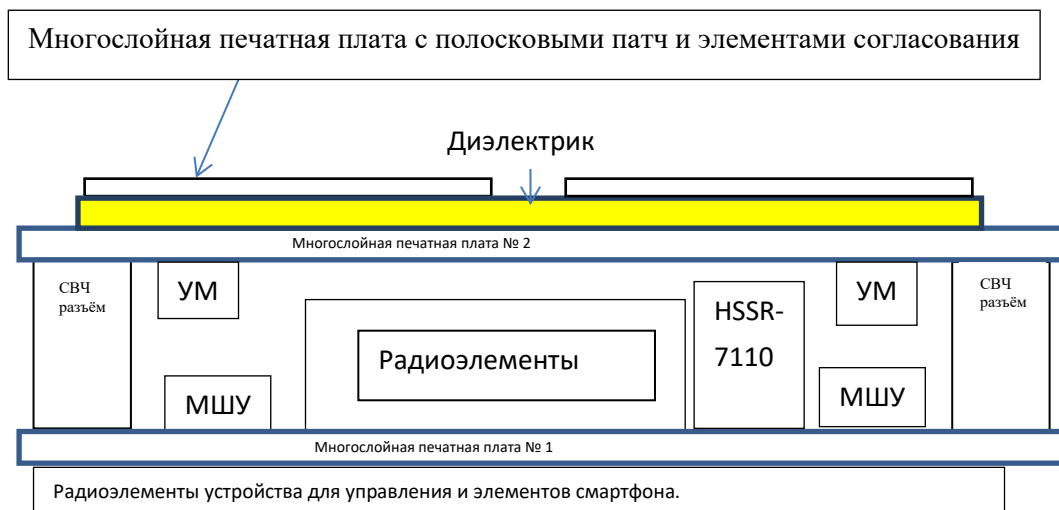 Многослойная печатная плата с полосковыми патч и элементами согласования
Диэлектрик
Многослойная печатная плата № 2
СВЧ
разъём
УМ
УМ
СВЧ
разъём
HSSR-
7110
Радиоэлементы
МШУ
МШУ
Многослойная печатная плата № 1
Радиоэлементы устройства для управления и элементов смартфона.